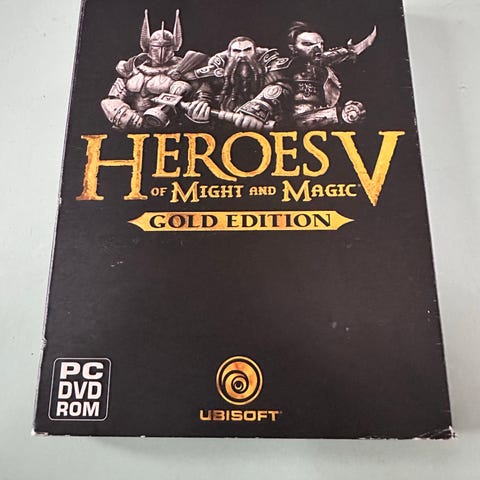 HEROES V
OF MIGHT AND MAGIC®
GOLD EDITION
PC
DVD
ROM
UBISOFT